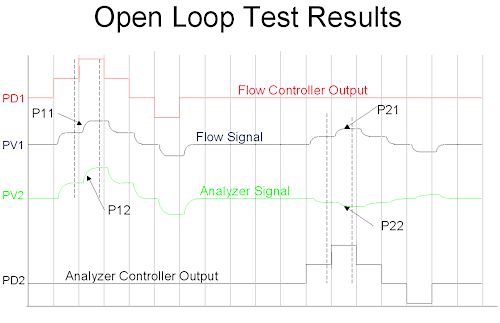 Open Loop Test Results
PD1
Flow Controller Output
P11
P21
PV1
Flow Signal
PV2
Analyzer Signal
P12
P22
PD2
Analyzer Controller Output